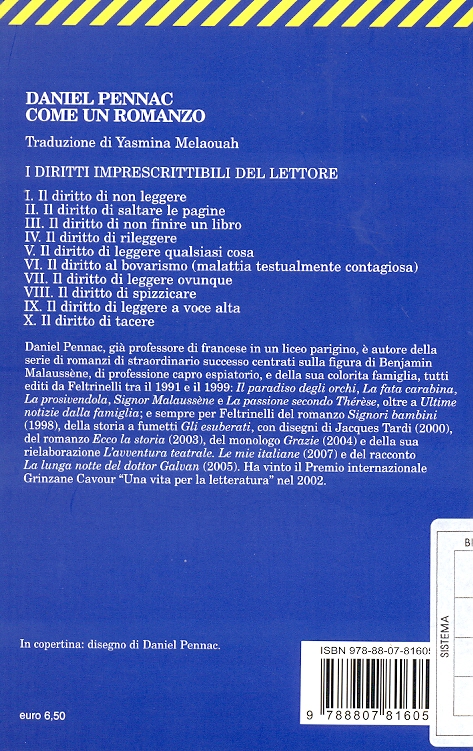 DANIEL PENNAC
COME UN ROMANZO
Traduzione di Yasmina Melaouah
I DIRITTI IMPRESCRITTIBILI DEL LETTORE
I. Il diritto di non leggere
II. Il diritto di saltare le pagine
III. Il diritto di non finire un libro
IV. Il diritto di rileggere
V. Il diritto di leggere qualsiasi cosa
VI. Il diritto al bovarismo (malattia testualmente contagiosa)
VII. Il diritto di leggere ovunque
VIII. Il diritto di spizzicare
IX. Il diritto di leggere a voce alta
X. Il diritto di tacere
Daniel Pennac, già professore di francese in un liceo parigino, è autore della
serie di romanzi di straordinario successo centrati sulla figura di Benjamin
Malaussène, di professione capro espiatorio, e della sua colorita famiglia, tutti
editi da Feltrinelli tra il 1991 e il 1999: Il paradiso degli orchi, La fata carabina,
La prosivendola, Signor Malaussène e La passione secondo Thérèse, oltre a Ultime
notizie dalla famiglia; e sempre per Feltrinelli del romanzo Signori bambini
(1998), della storia a fumetti Gli esuberati, con disegni di Jacques Tardi (2000),
del romanzo Ecco la storia (2003), del monologo Grazie (2004) e della sua
rielaborazione L'avventura teatrale. Le mie italiane (2007) e del racconto
La lunga notte del dottor Galvan (2005). Ha vinto il Premio internazionale
Grinzane Cavour “Una vita per la letteratura” nel 2002.
BI
SISTEMA
In copertina: disegno di Daniel Pennac.
ISBN 978-88-07-8160
euro 6,50
9 788807 81605